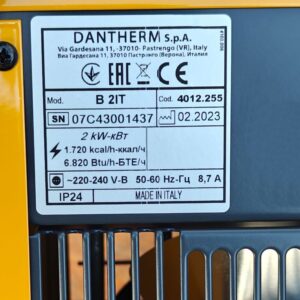 DANTHERM S.p.A.
Via Gardesana 11, -37010- Pastrengo (VR), Italy
Виа Гардесана 11, 37010 Пастренго (Верона), Италия
EAC CE
Mod. B 2IT Cod. 4012.255
SN 07C43001437 02.2023
2 kW-кВт
1.720 kcal/h-ккал/ч
6.820 Btu/h-БТЕ/ч
~220-240 V-В 50-60 Hz-Гц 8,7 A
IP24 MADE IN ITALY